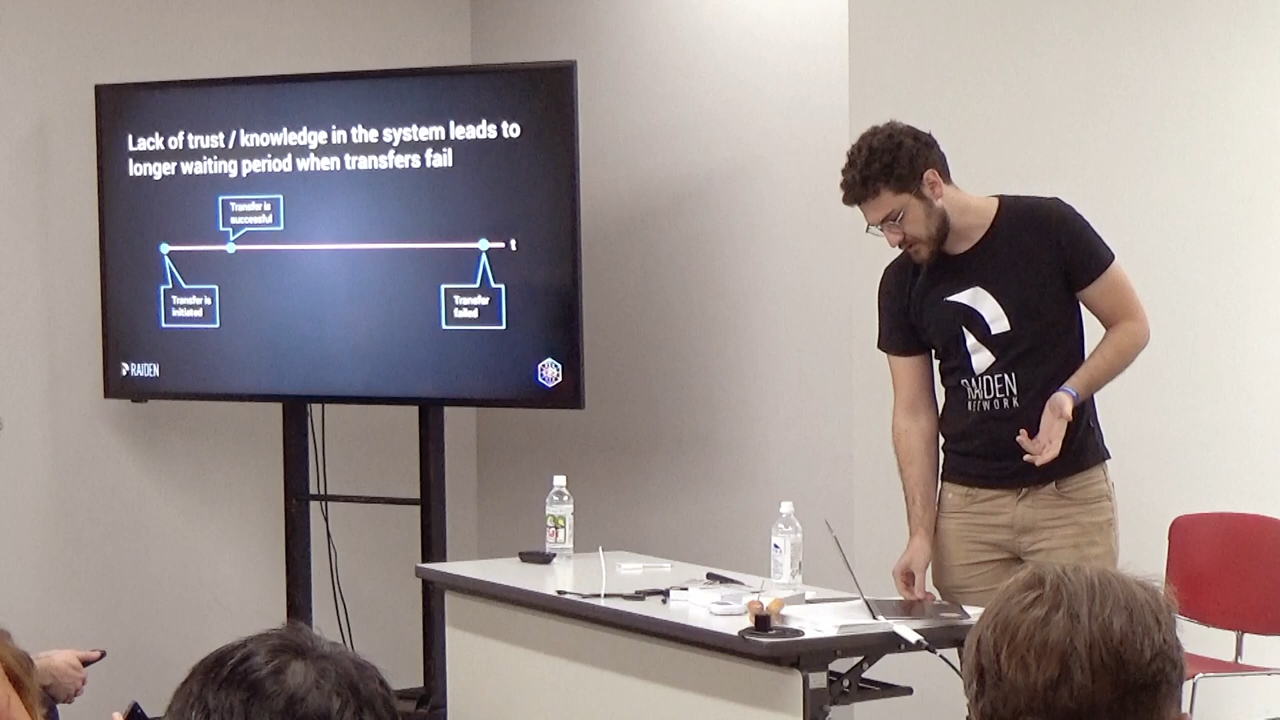 Lack of trust / knowledge in the system leads to
longer waiting period when transfers fail
Transfer is
successful
t
Transfer is
initiated
Transfer
failed
RAIDEN
RAIDEN
NETWORK